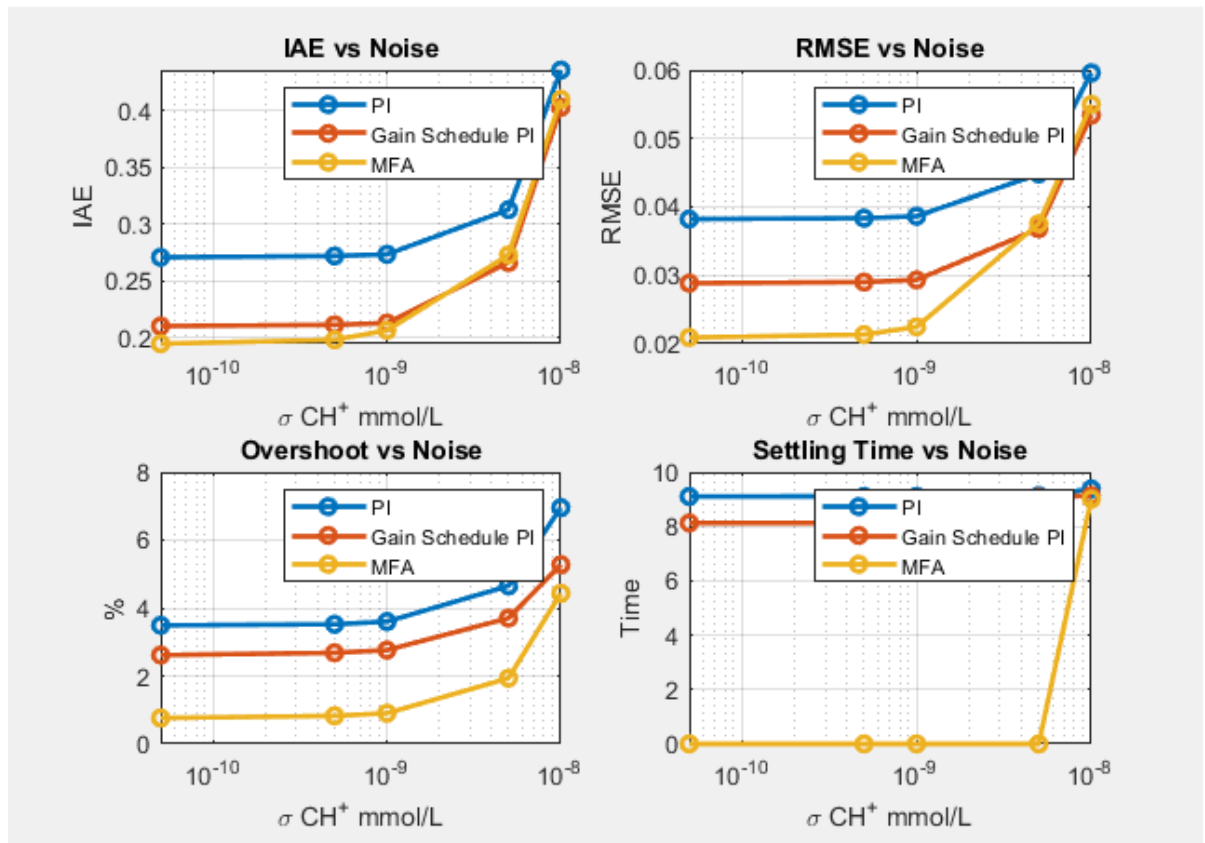 IAE vs Noise
0.4
0.35
0.3
0.25
0.2
IAE
PI
Gain Schedule PI
MFA
10^-10
10^-9
10^-8
σ CH^+ mmol/L
RMSE vs Noise
0.06
0.05
0.04
0.03
0.02
RMSE
PI
Gain Schedule PI
MFA
10^-10
10^-9
10^-8
σ CH^+ mmol/L
Overshoot vs Noise
8
6
4
2
0
%
PI
Gain Schedule PI
MFA
10^-10
10^-9
10^-8
σ CH^+ mmol/L
Settling Time vs Noise
10
8
6
4
2
0
Time
PI
Gain Schedule PI
MFA
10^-10
10^-9
10^-8
σ CH^+ mmol/L